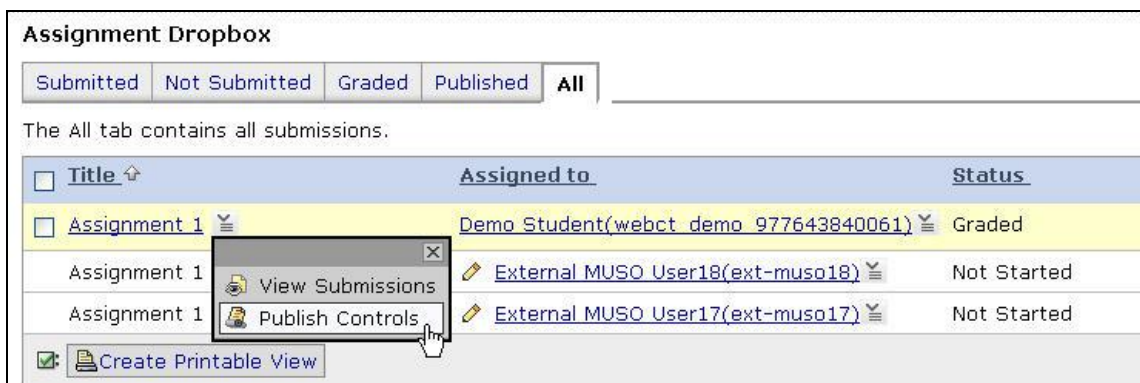 Assignment Dropbox
Submitted Not Submitted Graded Published All
The All tab contains all submissions.
Title Assigned to Status
Assignment 1 Demo Student(webct_demo_977643840061) Graded
Assignment 1 External MUSO User18(ext-muso18) Not Started
View Submissions
Assignment 1 External MUSO User17(ext-muso17) Not Started
Publish Controls
Create Printable View